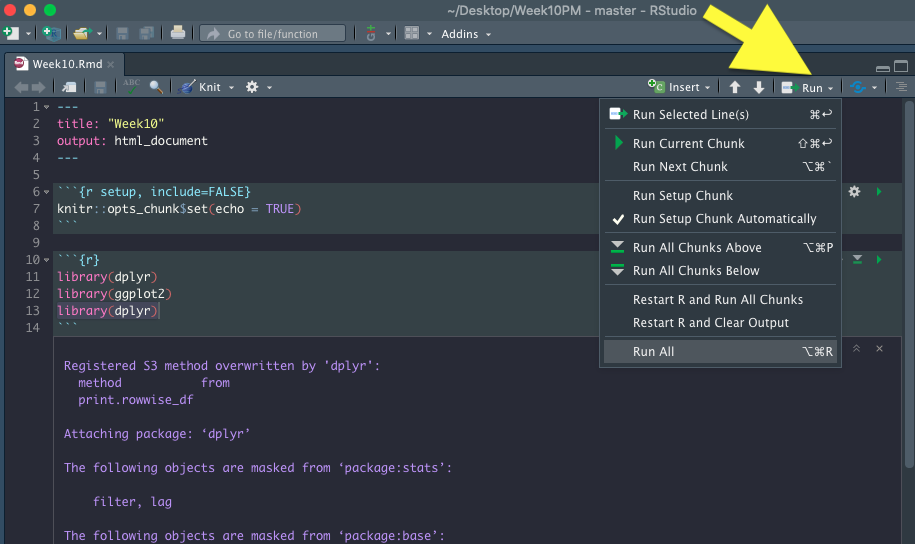 ~/Desktop/Week10PM - master - RStudio
Go to file/function
Addins
Week10.Rmd
ABC
Knit
Insert
Run
1 ---
2 title: "Week10"
3 output: html_document
4 ---
5
6 ```{r setup, include=FALSE}
7 knitr::opts_chunk$set(echo = TRUE)
8 ```
9
10 ```{r}
11 library(dplyr)
12 library(ggplot2)
13 library(dplyr)
14 ```
Run Selected Line(s) ⌘↩
Run Current Chunk ⇧⌘↩
Run Next Chunk ⌥⌘`
Run Setup Chunk
Run Setup Chunk Automatically
Run All Chunks Above ⌥⌘P
Run All Chunks Below
Restart R and Run All Chunks
Restart R and Clear Output
Run All ⌥⌘R
Registered S3 method overwritten by 'dplyr':
method from
print.rowwise_df
Attaching package: ‘dplyr’
The following objects are masked from ‘package:stats’:
filter, lag
The following objects are masked from ‘package:base’: